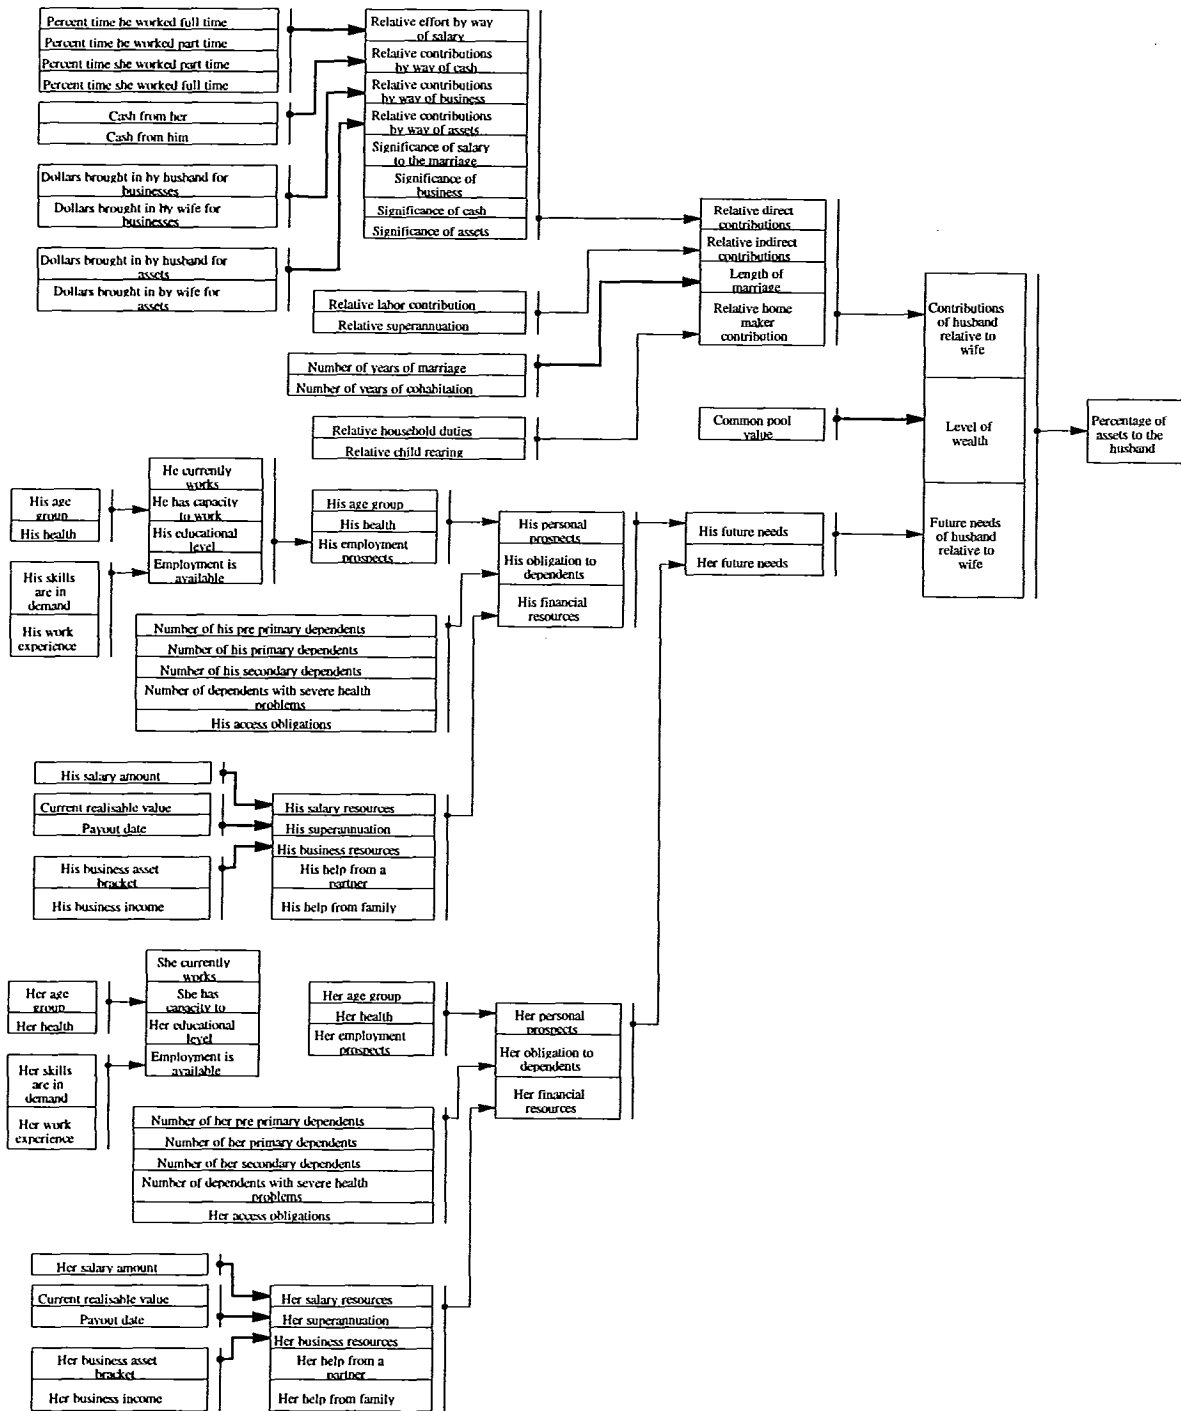 Percent time he worked full time
Percent time he worked part time
Percent time she worked part time
Percent time she worked full time
Cash from her
Cash from him
Dollars brought in by husband for
businesses
Dollars brought in by wife for
businesses
Dollars brought in by husband for
assets
Dollars brought in by wife for
assets
Relative effort by way
of salary
Relative contributions
by way of cash
Relative contributions
by way of business
Relative contributions
by way of assets
Significance of salary
to the marriage
Significance of
business
Significance of cash
Significance of assets
Relative labor contribution
Relative superannuation
Number of years of marriage
Number of years of cohabitation
Relative household duties
Relative child rearing
Relative direct
contributions
Relative indirect
contributions
Length of
marriage
Relative home
maker
contribution
Common pool
value
Contributions
of husband
relative to
wife
Level of
wealth
Future needs
of husband
relative to
wife
Percentage of
assets to the
husband
His age
group
His health
His skills
are in
demand
His work
experience
He currently
works
He has capacity
to work
His educational
level
Employment is
available
His age group
His health
His employment
prospects
Number of his pre primary dependents
Number of his primary dependents
Number of his secondary dependents
Number of dependents with severe health
problems
His access obligations
His personal
prospects
His obligation to
dependents
His financial
resources
His future needs
Her future needs
His salary amount
Current realisable value
Payout date
His business asset
bracket
His business income
His salary resources
His superannuation
His business resources
His help from a
partner
His help from family
Her age
group
Her health
Her skills
are in
demand
Her work
experience
She currently
works
She has
capacity to
Her educational
level
Employment is
available
Her age group
Her health
Her employment
prospects
Number of her pre primary dependents
Number of her primary dependents
Number of her secondary dependents
Number of dependents with severe health
problems
Her access obligations
Her personal
prospects
Her obligation to
dependents
Her financial
resources
Her salary amount
Current realisable value
Payout date
Her business asset
bracket
Her business income
Her salary resources
Her superannuation
Her business resources
Her help from a
partner
Her help from family